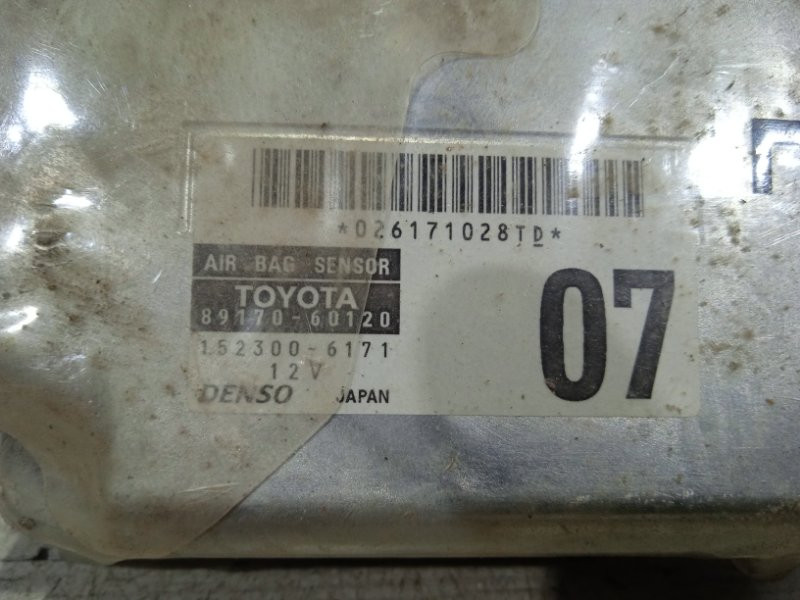 *026171028TD*
AIR BAG SENSOR
TOYOTA
89170-60120
152300-6171
12V
DENSO JAPAN
07